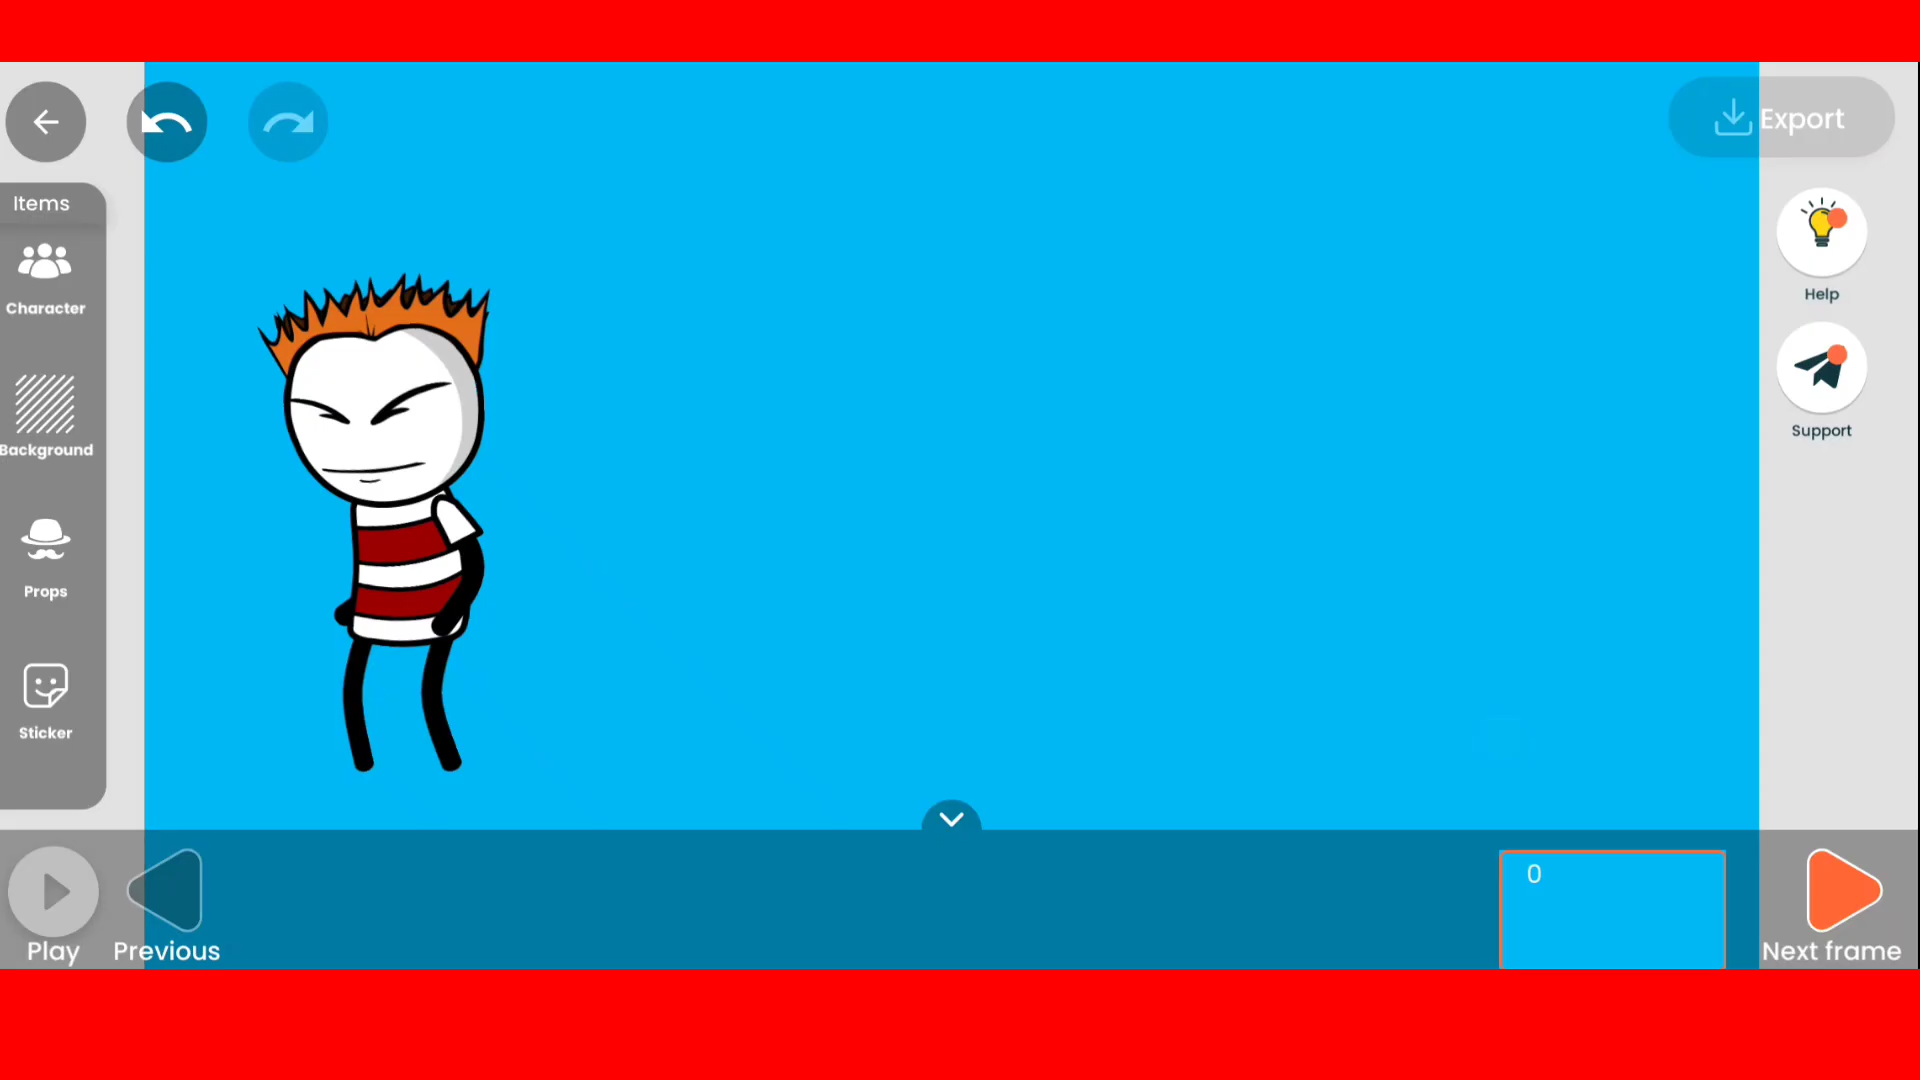 Export
Items
Character
Background
Props
Sticker
Help
Support
0
Play
Previous
Next frame